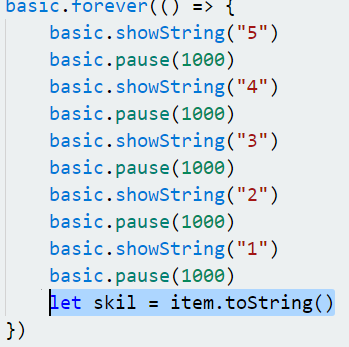 basic.forever(() => {
    basic.showString("5")
    basic.pause(1000)
    basic.showString("4")
    basic.pause(1000)
    basic.showString("3")
    basic.pause(1000)
    basic.showString("2")
    basic.pause(1000)
    basic.showString("1")
    basic.pause(1000)
    let skil = item.toString()
})